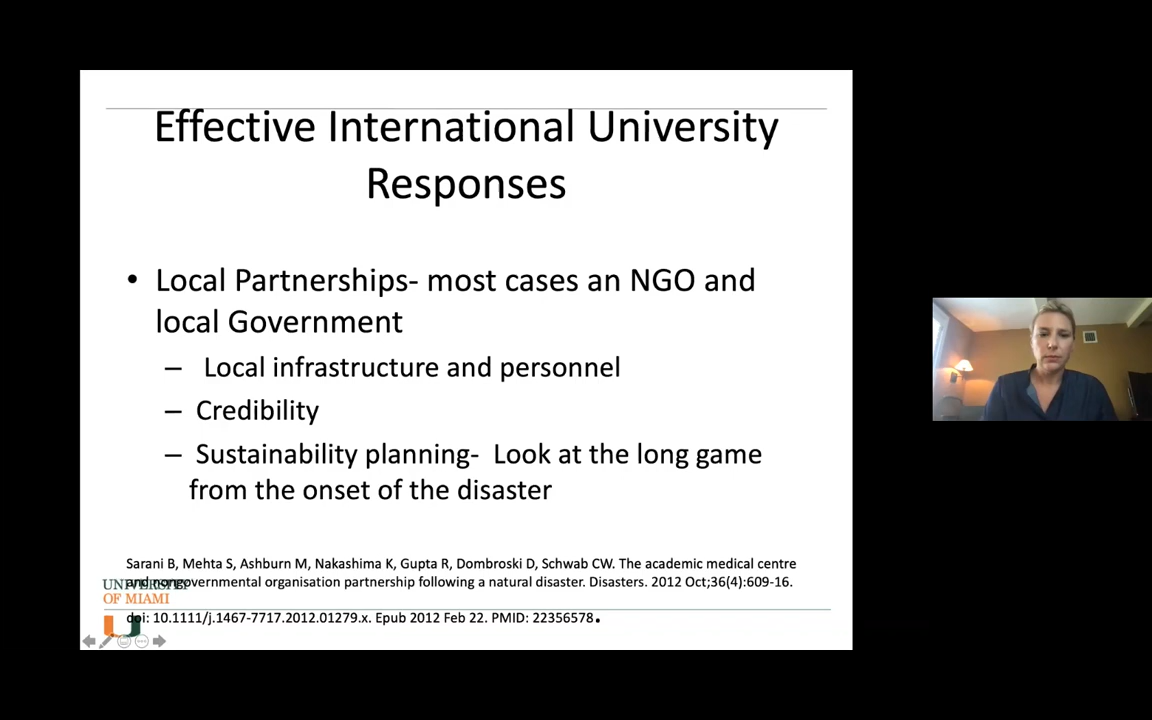 Effective International University
Responses
• Local Partnerships- most cases an NGO and
local Government
– Local infrastructure and personnel
– Credibility
– Sustainability planning- Look at the long game
from the onset of the disaster
Sarani B, Mehta S, Ashburn M, Nakashima K, Gupta R, Dombroski D, Schwab CW. The academic medical centre
and nongovernmental organisation partnership following a natural disaster. Disasters. 2012 Oct;36(4):609-16.
UNIVERSITY
OF MIAMI
doi: 10.1111/j.1467-7717.2012.01279.x. Epub 2012 Feb 22. PMID: 22356578.